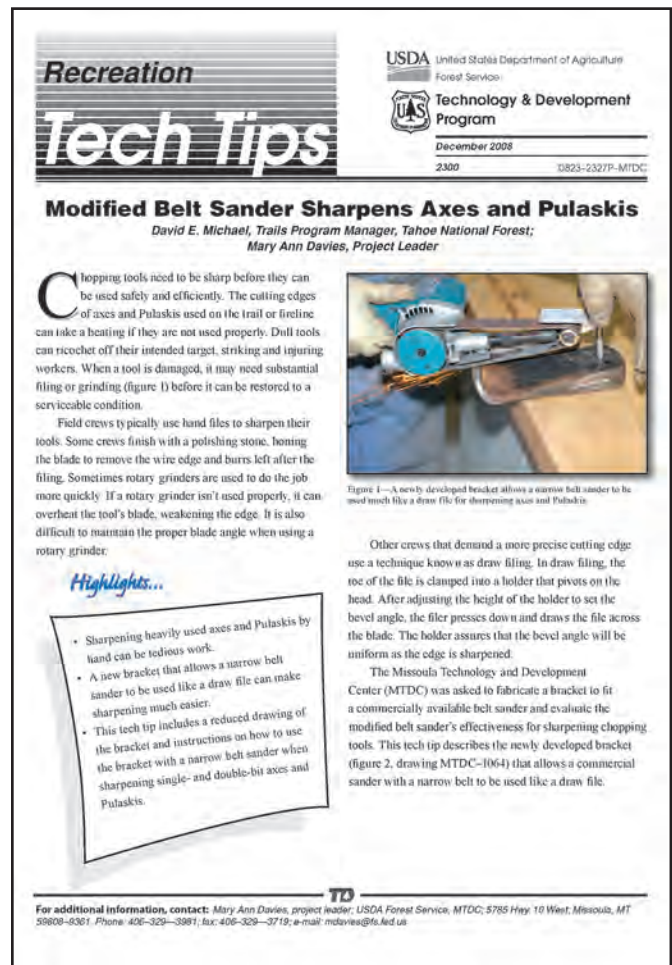 Recreation
Tech Tips
USDA United States Department of Agriculture
Forest Service
FOREST SERVICE
U S
DEPARTMENT OF AGRICULTURE
Technology & Development
Program
December 2008
2300 0823–2327P–MTDC
Modified Belt Sander Sharpens Axes and Pulaskis
David E. Michael, Trails Program Manager, Tahoe National Forest;
Mary Ann Davies, Project Leader
Chopping tools need to be sharp before they can
be used safely and efficiently. The cutting edges
of axes and Pulaskis used on the trail or fireline
can take a beating if they are not used properly. Dull tools
can ricochet off their intended target, striking and injuring
workers. When a tool is damaged, it may need substantial
filing or grinding (figure 1) before it can be restored to a
serviceable condition.
Field crews typically use hand files to sharpen their
tools. Some crews finish with a polishing stone, honing
the blade to remove the wire edge and burrs left after the
filing. Sometimes rotary grinders are used to do the job
more quickly. If a rotary grinder isn't used properly, it can
overheat the tool's blade, weakening the edge. It is also
difficult to maintain the proper blade angle when using a
rotary grinder.
Highlights...
• Sharpening heavily used axes and Pulaskis by
hand can be tedious work.
• A new bracket that allows a narrow belt
sander to be used like a draw file can make
sharpening much easier.
• This tech tip includes a reduced drawing of
the bracket and instructions on how to use
the bracket with a narrow belt sander when
sharpening single- and double-bit axes and
Pulaskis.
Figure 1—A newly developed bracket allows a narrow belt sander to be
used much like a draw file for sharpening axes and Pulaskis.
Other crews that demand a more precise cutting edge
use a technique known as draw filing. In draw filing, the
toe of the file is clamped into a holder that pivots on the
head. After adjusting the height of the holder to set the
bevel angle, the filer presses down and draws the file across
the blade. The holder assures that the bevel angle will be
uniform as the edge is sharpened.
The Missoula Technology and Development
Center (MTDC) was asked to fabricate a bracket to fit
a commercially available belt sander and evaluate the
modified belt sander's effectiveness for sharpening chopping
tools. This tech tip describes the newly developed bracket
(figure 2, drawing MTDC–1064) that allows a commercial
sander with a narrow belt to be used like a draw file.
TD
For additional information, contact: Mary Ann Davies, project leader; USDA Forest Service, MTDC; 5785 Hwy. 10 West; Missoula, MT
59808–9361. Phone: 406–329–3981; fax: 406–329–3719; e-mail: mdavies@fs.fed.us